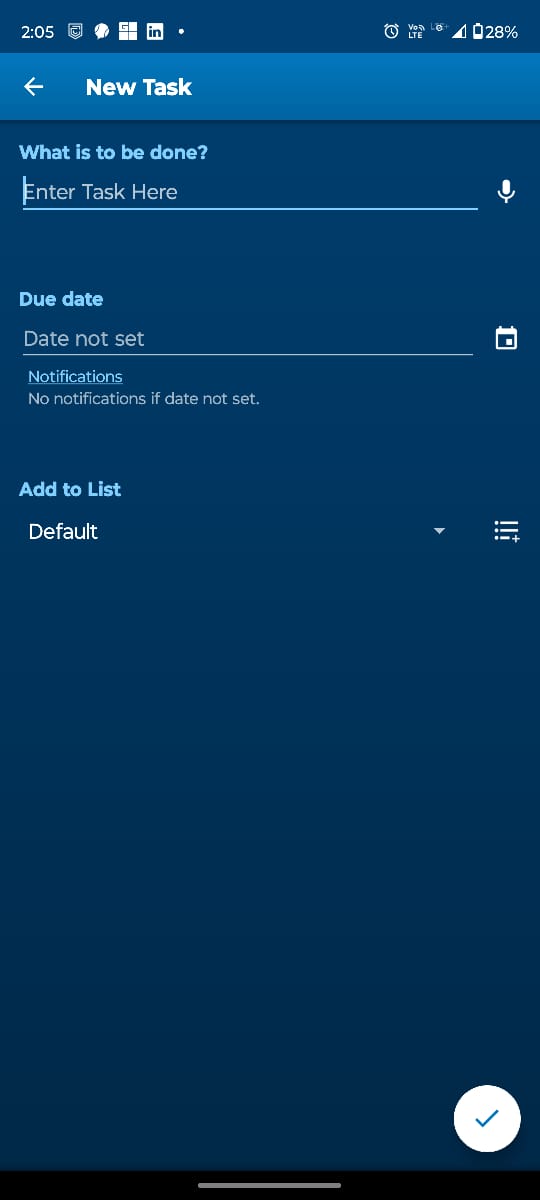 2:05 in 28%
New Task
What is to be done?
Enter Task Here
Due date
Date not set
Notifications
No notifications if date not set.
Add to List
Default